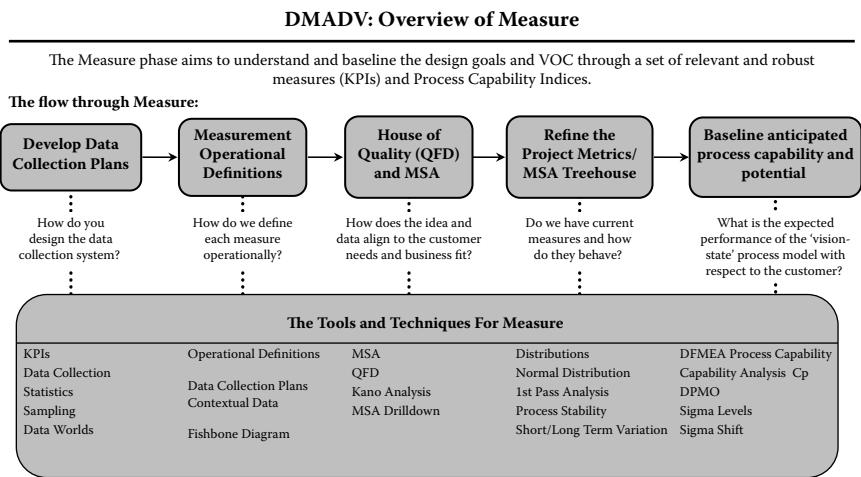 DMADV: Overview of Measure
The Measure phase aims to understand and baseline the design goals and VOC through a set of relevant and robust
measures (KPIs) and Process Capability Indices.
The flow through Measure:
Develop Data
Collection Plans
Measurement
Operational
Definitions
House of
Quality (QFD)
and MSA
Refine the
Project Metrics/
MSA Treehouse
Baseline anticipated
process capability and
potential
How do you
design the data
collection system?
How do we define
each measure
operationally?
How does the idea and
data align to the customer
needs and business fit?
Do we have current
measures and how
do they behave?
What is the expected
performance of the ‘vision-
state’ process model with
respect to the customer?
The Tools and Techniques For Measure
KPIs
Data Collection
Statistics
Sampling
Data Worlds
Operational Definitions
Data Collection Plans
Contextual Data
Fishbone Diagram
MSA
QFD
Kano Analysis
MSA Drilldown
Distributions
Normal Distribution
1st Pass Analysis
Process Stability
Short/Long Term Variation
DFMEA Process Capability
Capability Analysis Cp
DPMO
Sigma Levels
Sigma Shift